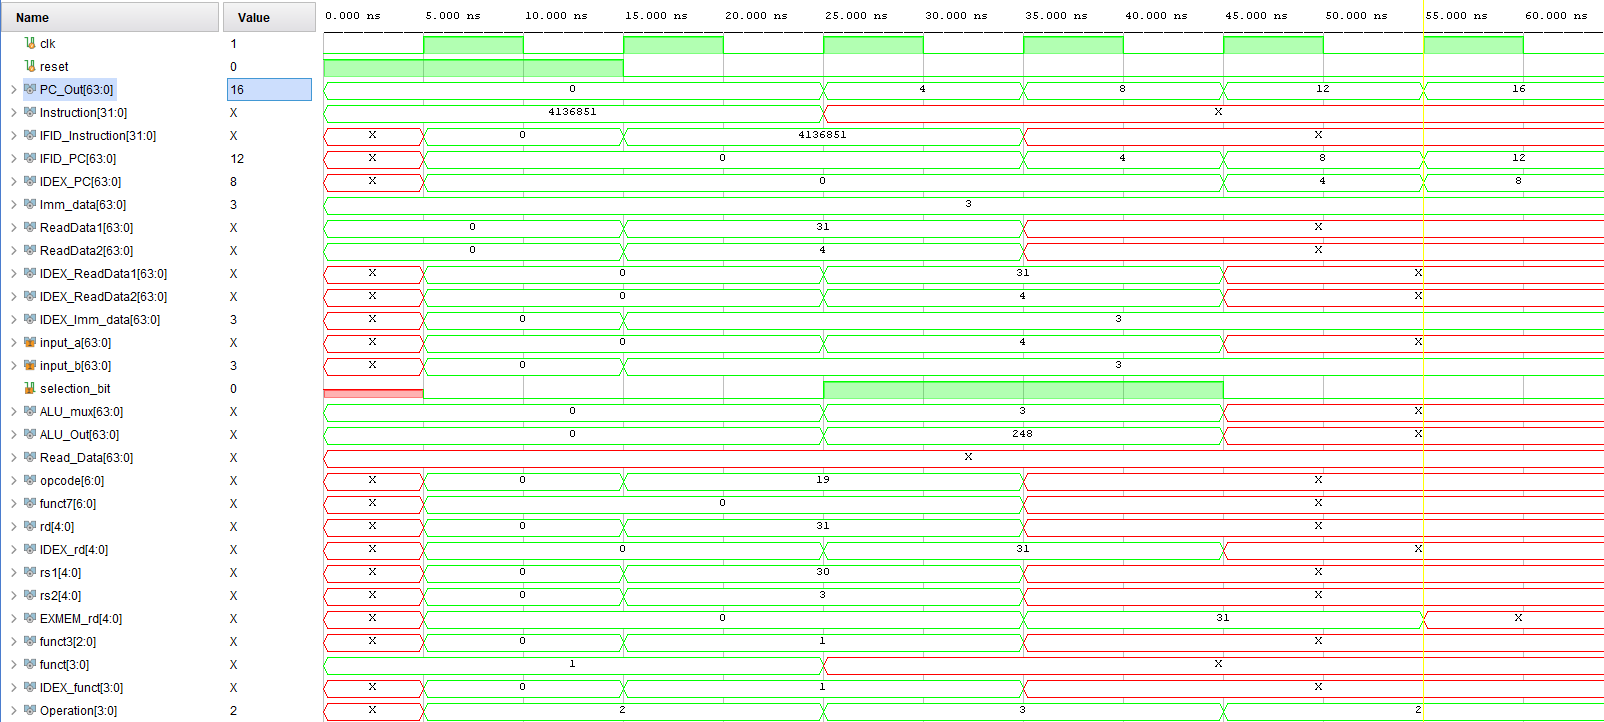 Name Value 0.000 ns 5.000 ns 10.000 ns 15.000 ns 20.000 ns 25.000 ns 30.000 ns 35.000 ns 40.000 ns 45.000 ns 50.000 ns 55.000 ns 60.000 ns
clk 1
reset 0
PC_Out[63:0] 16 0 4 8 12 16
Instruction[31:0] X 4136851 X
IFID_Instruction[31:0] X X 0 4136851 X
IFID_PC[63:0] 12 X 0 4 8 12
IDEX_PC[63:0] 8 X 0 4 8
Imm_data[63:0] 3 3
ReadData1[63:0] X 0 31 X
ReadData2[63:0] X 0 4 X
IDEX_ReadData1[63:0] X X 0 31 X
IDEX_ReadData2[63:0] X X 0 4 X
IDEX_Imm_data[63:0] 3 X 0 3
input_a[63:0] X X 0 4 X
input_b[63:0] 3 X 0 3
selection_bit 0
ALU_mux[63:0] X 0 3 X
ALU_Out[63:0] X 0 248 X
Read_Data[63:0] X X
opcode[6:0] X X 0 19 X
funct7[6:0] X X 0 X
rd[4:0] X X 0 31 X
IDEX_rd[4:0] X X 0 31 X
rs1[4:0] X X 0 30 X
rs2[4:0] X X 0 3 X
EXMEM_rd[4:0] X X 0 31 X
funct3[2:0] X X 0 1 X
funct[3:0] X 1 X
IDEX_funct[3:0] X X 0 1 X
Operation[3:0] 2 X 2 3 2